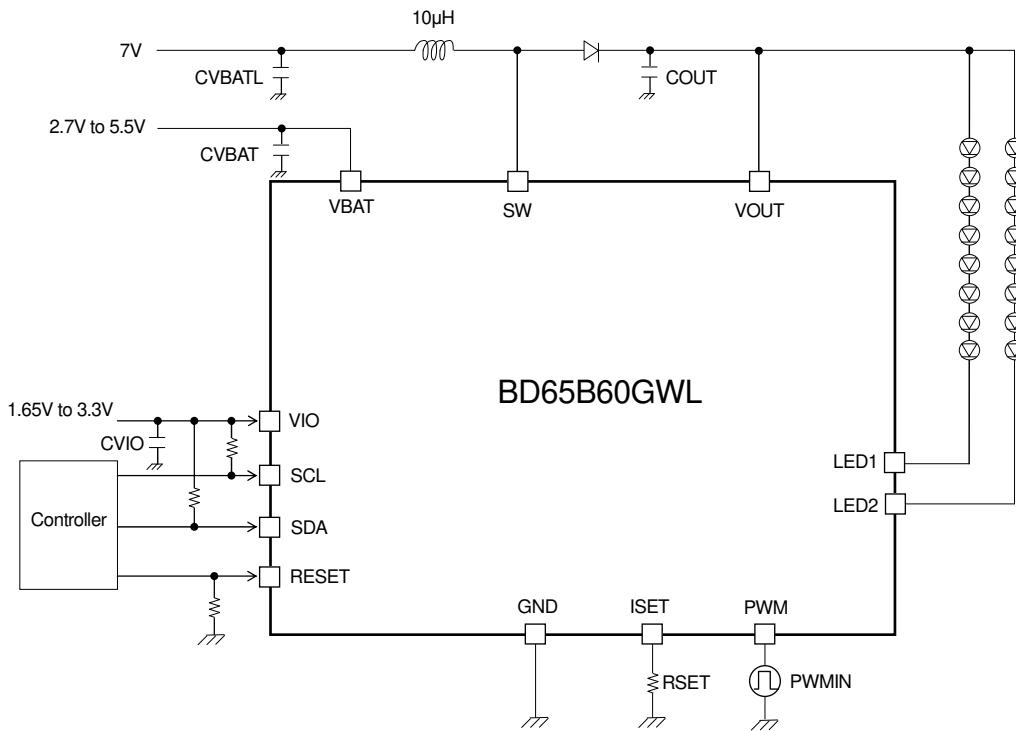 10µH
7V
CVBATL
COUT
2.7V to 5.5V
CVBAT
VBAT
SW
VOUT
BD65B60GWL
1.65V to 3.3V
VIO
CVIO
LED1
SCL
LED2
Controller
SDA
RESET
GND
ISET
PWM
RSET
PWMIN